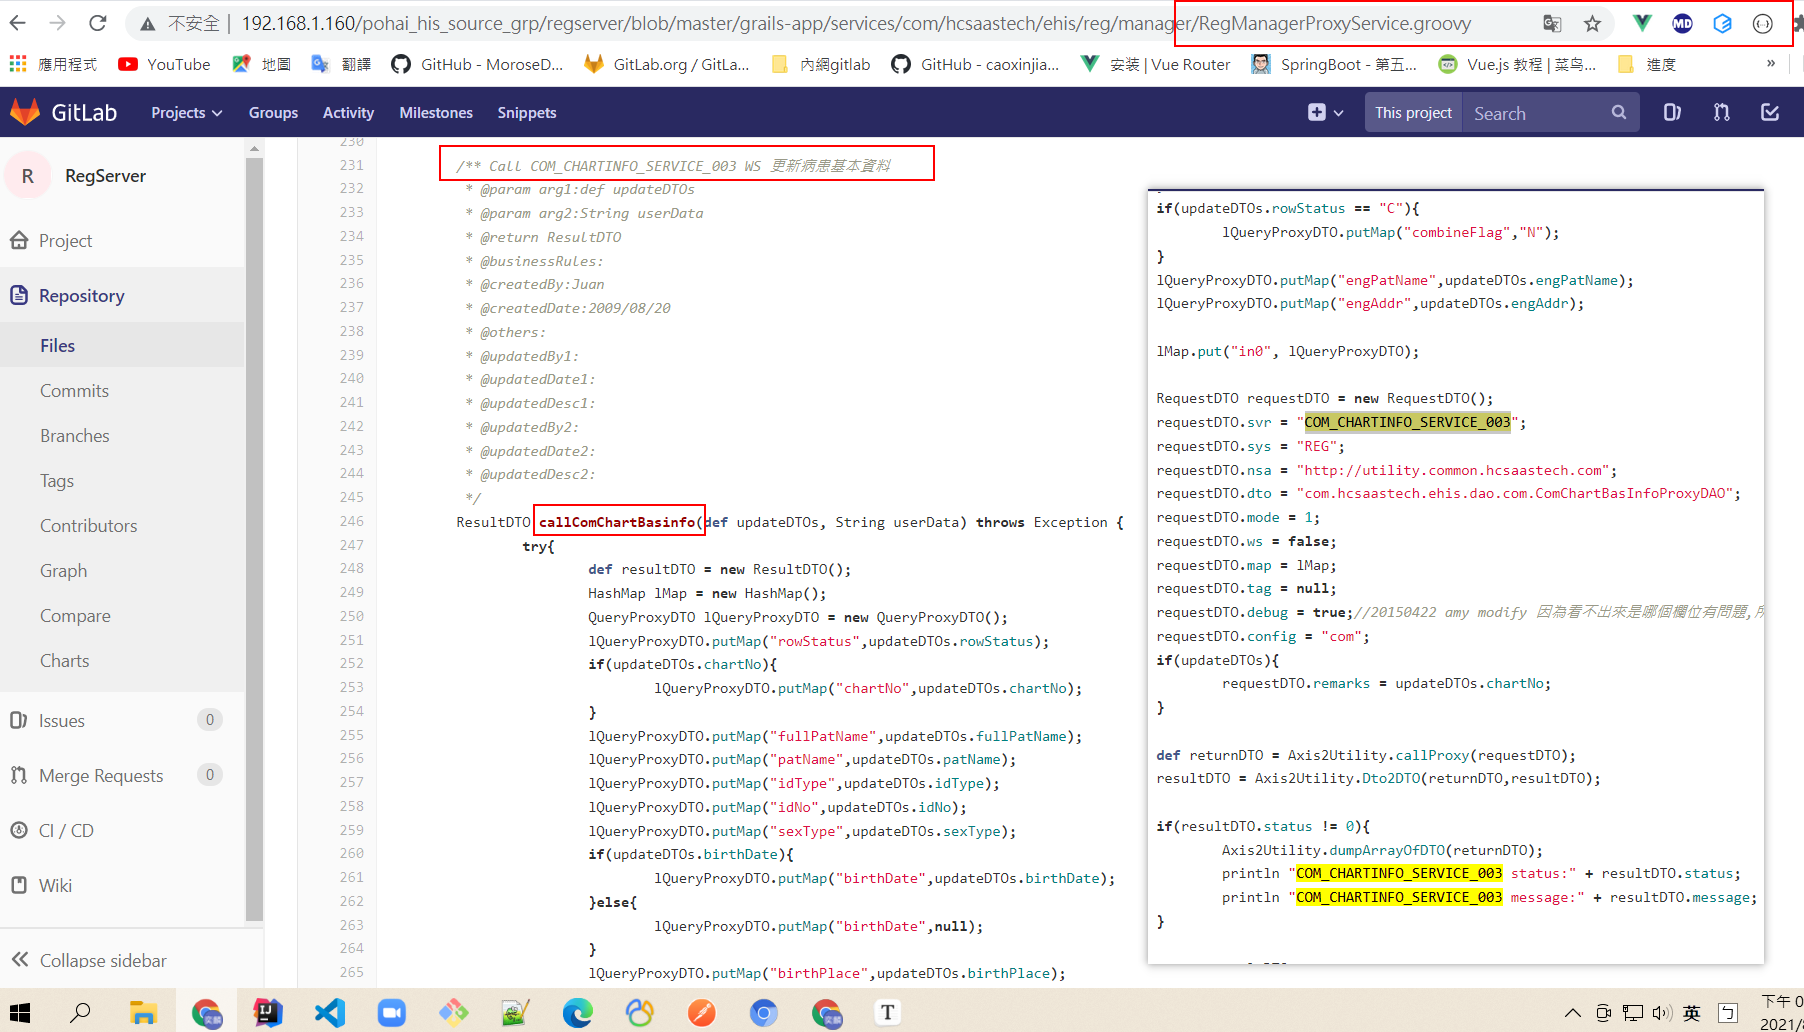 不安全 | 192.168.1.160/pohai_his_source_grp/regserver/blob/master/grails-app/services/com/hcsaastech/ehis/reg/manager/RegManagerProxyService.groovy
應用程式 YouTube 地圖 翻譯 GitHub - MoroseD... GitLab.org / GitLa... 內網gitlab GitHub - caoxinjia... 安装 | Vue Router SpringBoot - 第五... Vue.js 教程 | 菜鸟... 進度 »
GitLab Projects Groups Activity Milestones Snippets This project Search
R RegServer
Project
Repository
Files
Commits
Branches
Tags
Contributors
Graph
Compare
Charts
Issues 0
Merge Requests 0
CI / CD
Wiki
Collapse sidebar
230
231 /** Call COM_CHARTINFO_SERVICE_003 WS 更新病患基本資料
232 * @param arg1:def updateDTOs
233 * @param arg2:String userData
234 * @return ResultDTO
235 * @businessRules:
236 * @createdBy:Juan
237 * @createdDate:2009/08/20
238 * @others:
239 * @updatedBy1:
240 * @updatedDate1:
241 * @updatedDesc1:
242 * @updatedBy2:
243 * @updatedDate2:
244 * @updatedDesc2:
245 */
246 ResultDTO callComChartBasinfo(def updateDTOs, String userData) throws Exception {
247 try{
248 def resultDTO = new ResultDTO();
249 HashMap lMap = new HashMap();
250 QueryProxyDTO lQueryProxyDTO = new QueryProxyDTO();
251 lQueryProxyDTO.putMap("rowStatus",updateDTOs.rowStatus);
252 if(updateDTOs.chartNo){
253 lQueryProxyDTO.putMap("chartNo",updateDTOs.chartNo);
254 }
255 lQueryProxyDTO.putMap("fullPatName",updateDTOs.fullPatName);
256 lQueryProxyDTO.putMap("patName",updateDTOs.patName);
257 lQueryProxyDTO.putMap("idType",updateDTOs.idType);
258 lQueryProxyDTO.putMap("idNo",updateDTOs.idNo);
259 lQueryProxyDTO.putMap("sexType",updateDTOs.sexType);
260 if(updateDTOs.birthDate){
261 lQueryProxyDTO.putMap("birthDate",updateDTOs.birthDate);
262 }else{
263 lQueryProxyDTO.putMap("birthDate",null);
264 }
265 lQueryProxyDTO.putMap("birthPlace",updateDTOs.birthPlace);
if(updateDTOs.rowStatus == "C"){
lQueryProxyDTO.putMap("combineFlag","N");
}
lQueryProxyDTO.putMap("engPatName",updateDTOs.engPatName);
lQueryProxyDTO.putMap("engAddr",updateDTOs.engAddr);
lMap.put("in0", lQueryProxyDTO);
RequestDTO requestDTO = new RequestDTO();
requestDTO.svr = "COM_CHARTINFO_SERVICE_003";
requestDTO.sys = "REG";
requestDTO.nsa = "http://utility.common.hcsaastech.com";
requestDTO.dto = "com.hcsaastech.ehis.dao.com.ComChartBasInfoProxyDAO";
requestDTO.mode = 1;
requestDTO.ws = false;
requestDTO.map = lMap;
requestDTO.tag = null;
requestDTO.debug = true;//20150422 amy modify 因為看不出來是哪個欄位有問題,所
requestDTO.config = "com";
if(updateDTOs){
requestDTO.remarks = updateDTOs.chartNo;
}
def returnDTO = Axis2Utility.callProxy(requestDTO);
resultDTO = Axis2Utility.Dto2DTO(returnDTO,resultDTO);
if(resultDTO.status != 0){
Axis2Utility.dumpArrayOfDTO(returnDTO);
println "COM_CHARTINFO_SERVICE_003 status:" + resultDTO.status;
println "COM_CHARTINFO_SERVICE_003 message:" + resultDTO.message;
}
英 下午 0
2021/8